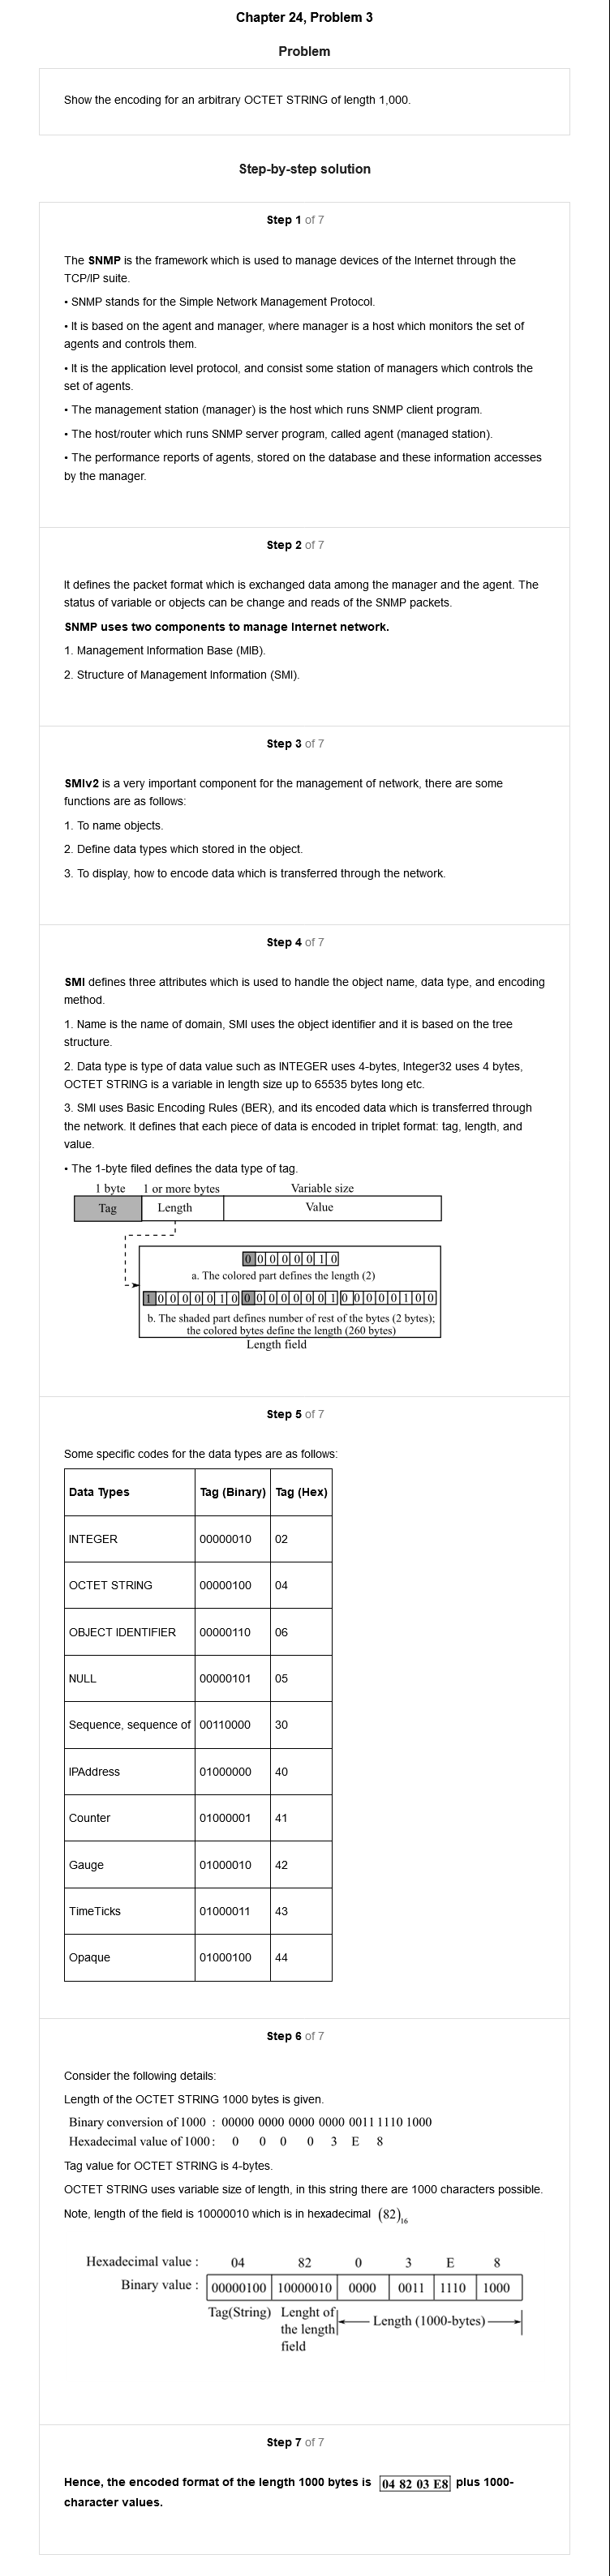 Chapter 24, Problem 3
Problem
Show the encoding for an arbitrary OCTET STRING of length 1,000.
Step-by-step solution
Step 1 of 7
The SNMP is the framework which is used to manage devices of the Internet through the
TCP/IP suite.
• SNMP stands for the Simple Network Management Protocol.
• It is based on the agent and manager, where manager is a host which monitors the set of
agents and controls them.
• It is the application level protocol, and consist some station of managers which controls the
set of agents.
• The management station (manager) is the host which runs SNMP client program.
• The host/router which runs SNMP server program, called agent (managed station).
• The performance reports of agents, stored on the database and these information accesses
by the manager.
Step 2 of 7
It defines the packet format which is exchanged data among the manager and the agent. The
status of variable or objects can be change and reads of the SNMP packets.
SNMP uses two components to manage Internet network.
1. Management Information Base (MIB).
2. Structure of Management Information (SMI).
Step 3 of 7
SMIv2 is a very important component for the management of network, there are some
functions are as follows:
1. To name objects.
2. Define data types which stored in the object.
3. To display, how to encode data which is transferred through the network.
Step 4 of 7
SMI defines three attributes which is used to handle the object name, data type, and encoding
method.
1. Name is the name of domain, SMI uses the object identifier and it is based on the tree
structure.
2. Data type is type of data value such as INTEGER uses 4-bytes, Integer32 uses 4 bytes,
OCTET STRING is a variable in length size up to 65535 bytes long etc.
3. SMI uses Basic Encoding Rules (BER), and its encoded data which is transferred through
the network. It defines that each piece of data is encoded in triplet format: tag, length, and
value.
• The 1-byte filed defines the data type of tag.
1 byte 1 or more bytes Variable size
Tag Length Value
0 0 0 0 0 0 1 0
a. The colored part defines the length (2)
1 0 0 0 0 0 1 0 0 0 0 0 0 0 0 1 0 0 0 0 0 1 0 0
b. The shaded part defines number of rest of the bytes (2 bytes);
the colored bytes define the length (260 bytes)
Length field
Step 5 of 7
Some specific codes for the data types are as follows:
Data Types Tag (Binary) Tag (Hex)
INTEGER 00000010 02
OCTET STRING 00000100 04
OBJECT IDENTIFIER 00000110 06
NULL 00000101 05
Sequence, sequence of 00110000 30
IPAddress 01000000 40
Counter 01000001 41
Gauge 01000010 42
TimeTicks 01000011 43
Opaque 01000100 44
Step 6 of 7
Consider the following details:
Length of the OCTET STRING 1000 bytes is given.
Binary conversion of 1000 : 00000 0000 0000 0000 0011 1110 1000
Hexadecimal value of 1000 : 0 0 0 0 3 E 8
Tag value for OCTET STRING is 4-bytes.
OCTET STRING uses variable size of length, in this string there are 1000 characters possible.
Note, length of the field is 10000010 which is in hexadecimal (82)16
Hexadecimal value : 04 82 0 3 E 8
Binary value : 00000100 10000010 0000 0011 1110 1000
Tag(String) Lenght of
the length
field
Length (1000-bytes)
Step 7 of 7
Hence, the encoded format of the length 1000 bytes is 04 82 03 E8 plus 1000-
character values.